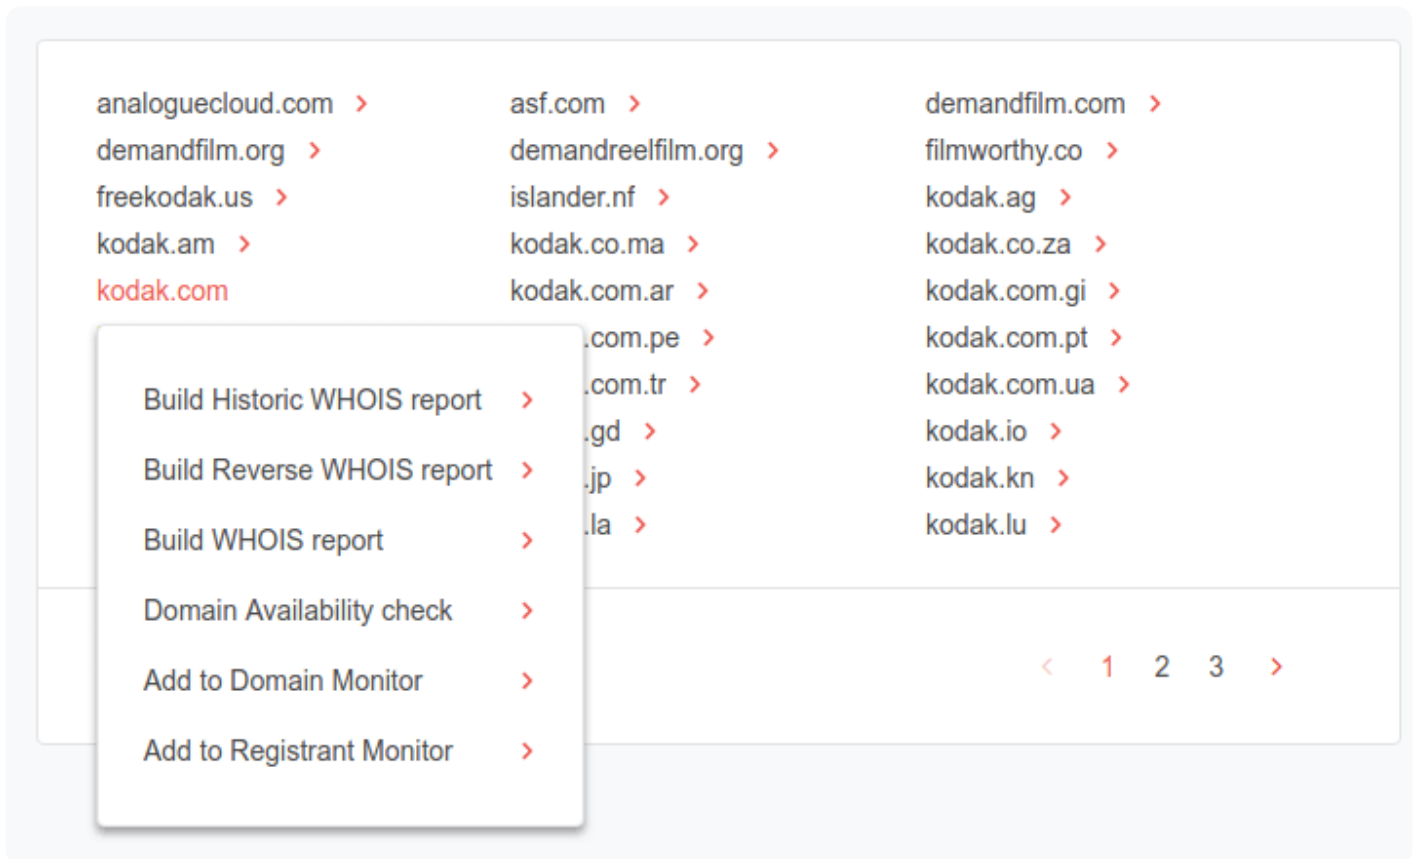 analoguecloud.com asf.com demandfilm.com
demandfilm.org demandreelfilm.org filmworthy.co
freekodak.us islander.nf kodak.ag
kodak.am kodak.co.ma kodak.co.za
kodak.com kodak.com.ar kodak.com.gi
.com.pe kodak.com.pt
.com.tr kodak.com.ua
.gd kodak.io
.jp kodak.kn
.la kodak.lu
Build Historic WHOIS report
Build Reverse WHOIS report
Build WHOIS report
Domain Availability check
Add to Domain Monitor
Add to Registrant Monitor
< 1 2 3 >